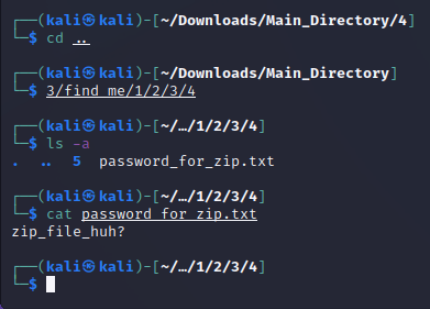 ┌──(kali㉿kali)-[~/Downloads/Main_Directory/4]
└─$ cd ..
┌──(kali㉿kali)-[~/Downloads/Main_Directory]
└─$ 3/find_me/1/2/3/4
┌──(kali㉿kali)-[~/…/1/2/3/4]
└─$ ls -a
. .. 5 password_for_zip.txt
┌──(kali㉿kali)-[~/…/1/2/3/4]
└─$ cat password_for_zip.txt
zip_file_huh?
┌──(kali㉿kali)-[~/…/1/2/3/4]
└─$